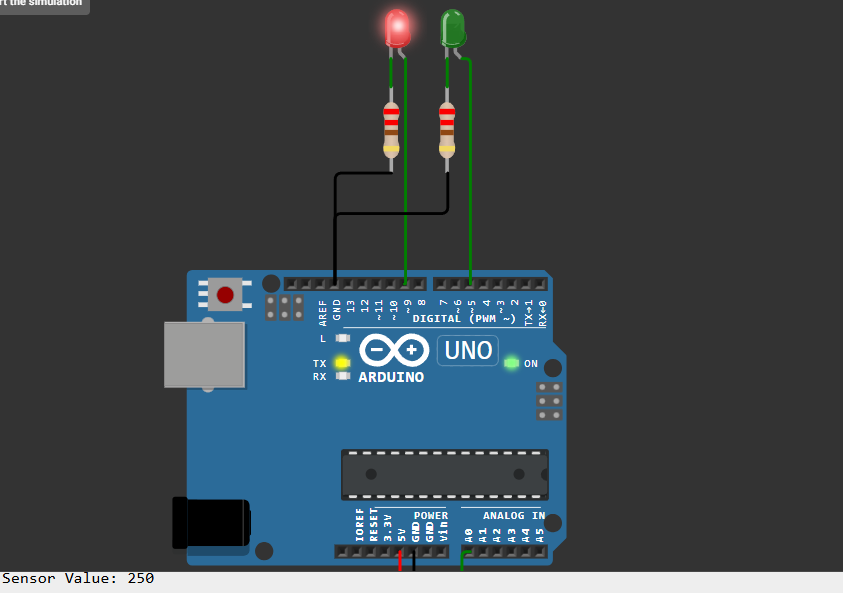 rt the simulation
AREF
GND
13
12
~11
~10
~9
8
7
~6
~5
4
~3
2
TX→1
RX←0
DIGITAL (PWM ~)
L
TX
RX
UNO
ON
ARDUINO
POWER
ANALOG IN
IOREF
RESET
3.3V
5V
GND
GND
Vin
A0
A1
A2
A3
A4
A5
Sensor Value: 250